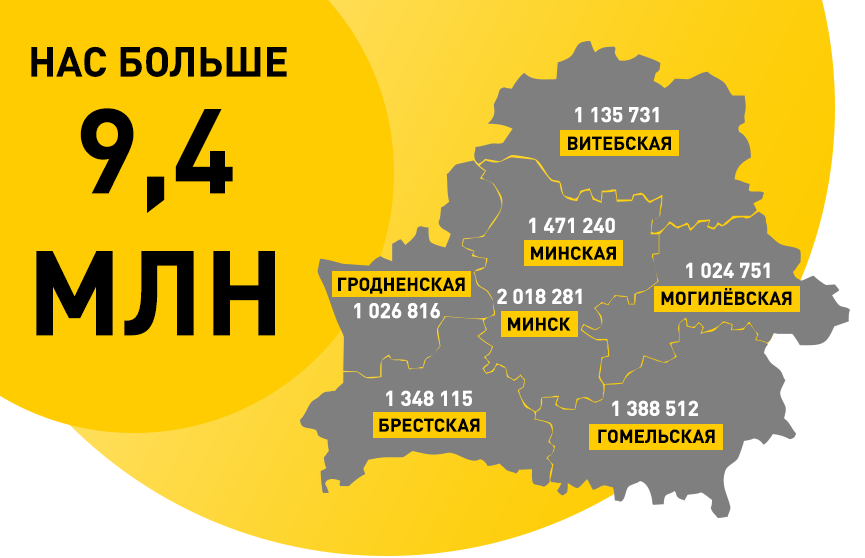 НАС БОЛЬШЕ
9,4
МЛН
1 135 731
ВИТЕБСКАЯ
1 471 240
МИНСКАЯ
1 024 751
МОГИЛЁВСКАЯ
ГРОДНЕНСКАЯ
1 026 816
2 018 281
МИНСК
1 348 115
БРЕСТСКАЯ
1 388 512
ГОМЕЛЬСКАЯ